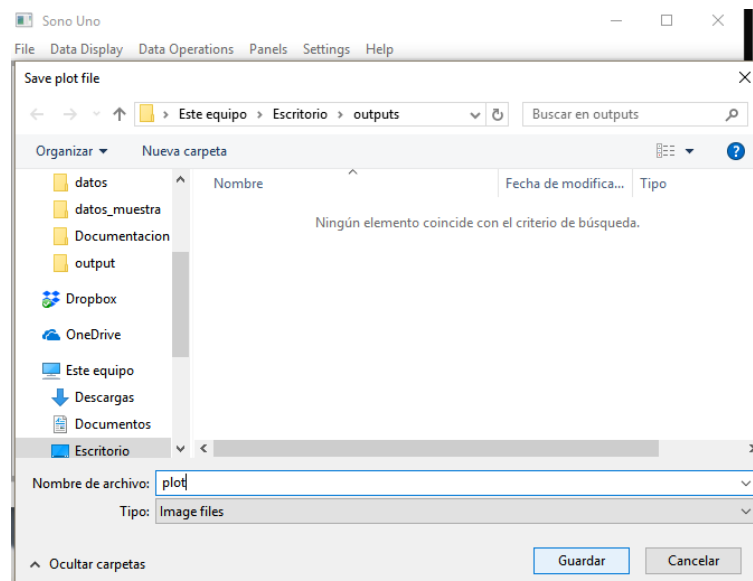 Sono Uno
File Data Display Data Operations Panels Settings Help
Save plot file
Este equipo Escritorio outputs Buscar en outputs
Organizar Nueva carpeta
Nombre Fecha de modifica... Tipo
Ningún elemento coincide con el criterio de búsqueda.
datos
datos_muestra
Documentacion
output
Dropbox
OneDrive
Este equipo
Descargas
Documentos
Escritorio
Nombre de archivo: plot
Tipo: Image files
Ocultar carpetas Guardar Cancelar